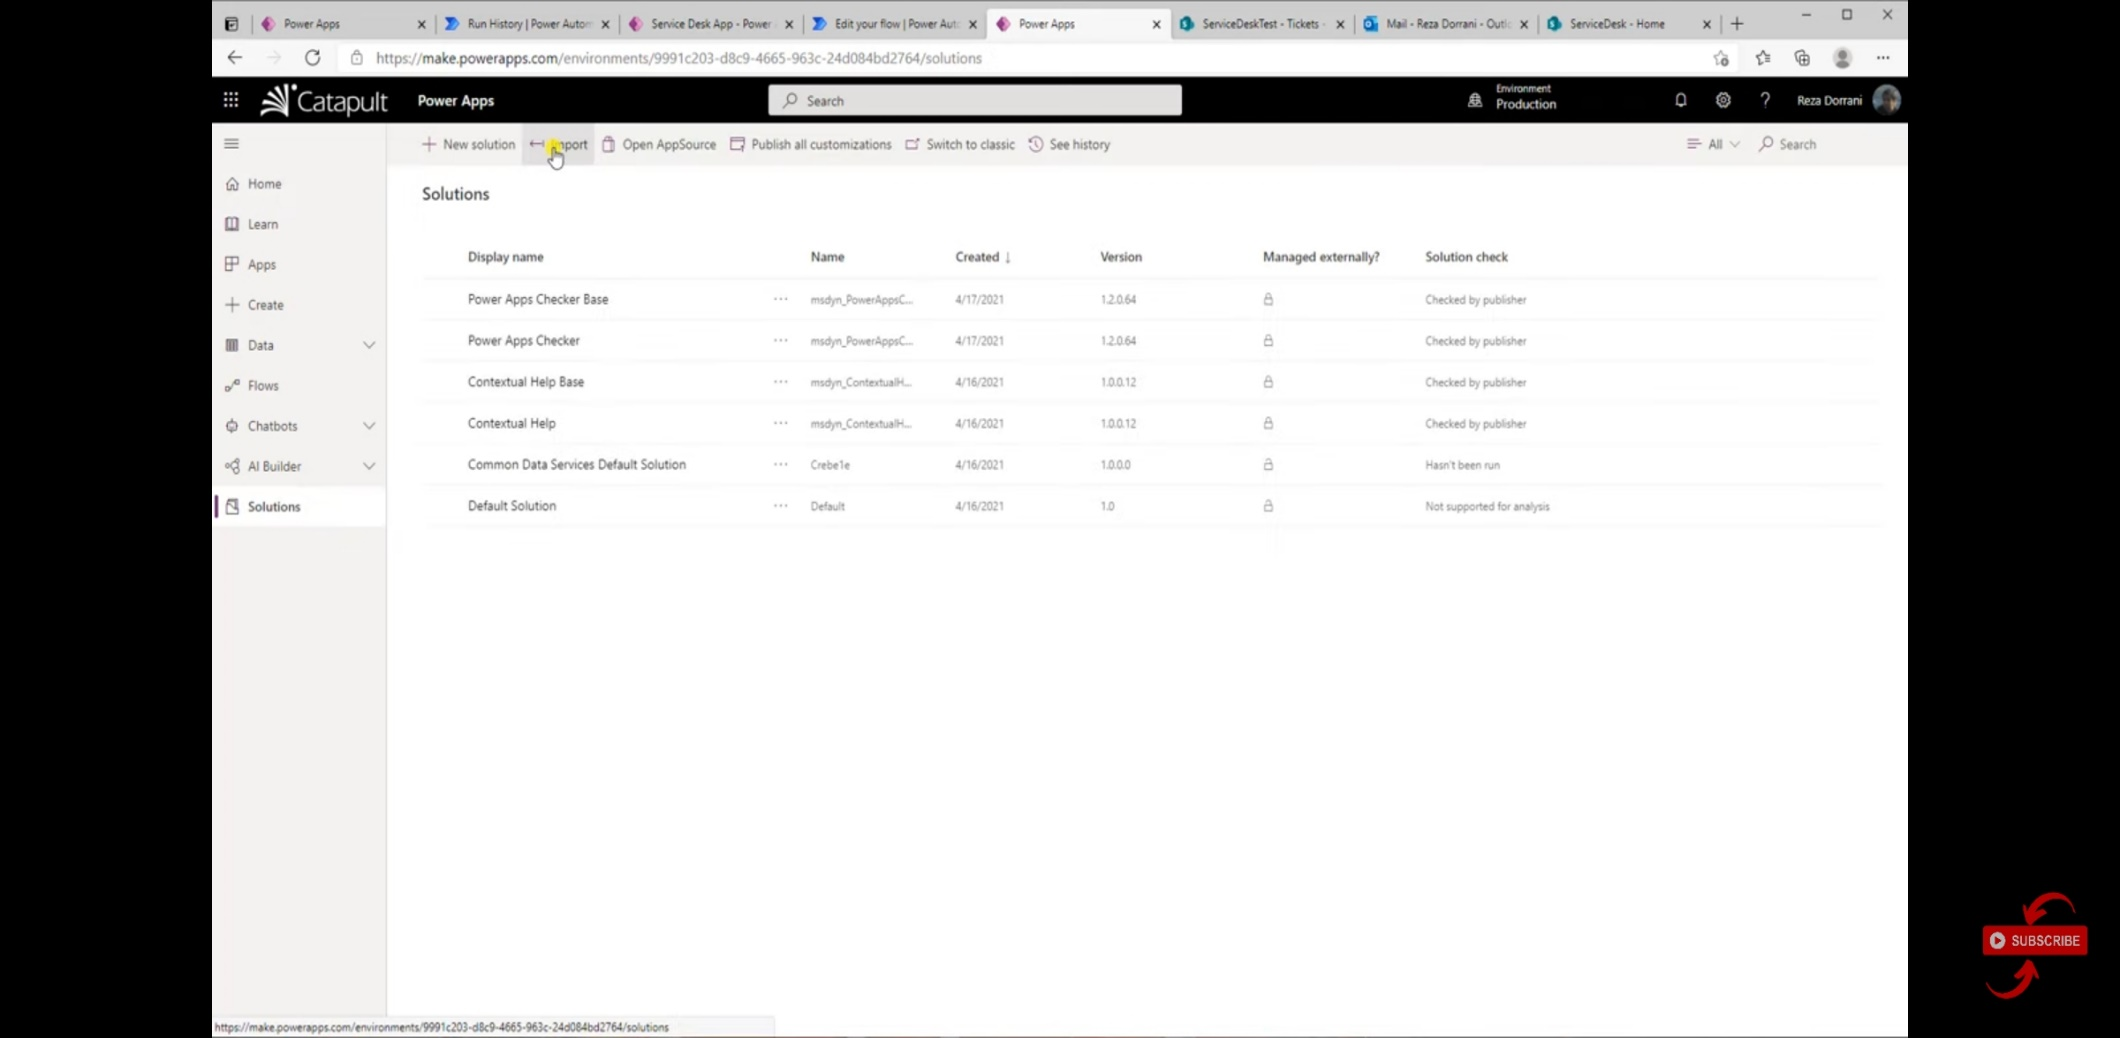 Power Apps
Run History | Power Autom
Service Desk App - Power
Edit your flow | Power Aut
Power Apps
ServiceDeskTest - Tickets -
Mail - Reza Dorrani - Outl
ServiceDesk - Home
https://make.powerapps.com/environments/9991c203-d8c9-4665-963c-24d084bd2764/solutions
Catapult
Power Apps
Search
Environment
Production
Reza Dorrani
New solution
Open AppSource
Publish all customizations
Switch to classic
See history
All
Search
Home
Learn
Apps
Create
Data
Flows
Chatbots
AI Builder
Solutions
Solutions
Display name Name Created ↓ Version Managed externally? Solution check
Power Apps Checker Base ... msdyn_PowerAppsC... 4/17/2021 1.2.0.64 Checked by publisher
Power Apps Checker ... msdyn_PowerAppsC... 4/17/2021 1.2.0.64 Checked by publisher
Contextual Help Base ... msdyn_ContextualH... 4/16/2021 1.0.0.12 Checked by publisher
Contextual Help ... msdyn_ContextualH... 4/16/2021 1.0.0.12 Checked by publisher
Common Data Services Default Solution ... Crebe1e 4/16/2021 1.0.0.0 Hasn't been run
Default Solution ... Default 4/16/2021 1.0 Not supported for analysis
SUBSCRIBE
https://make.powerapps.com/environments/9991c203-d8c9-4665-963c-24d084bd2764/solutions